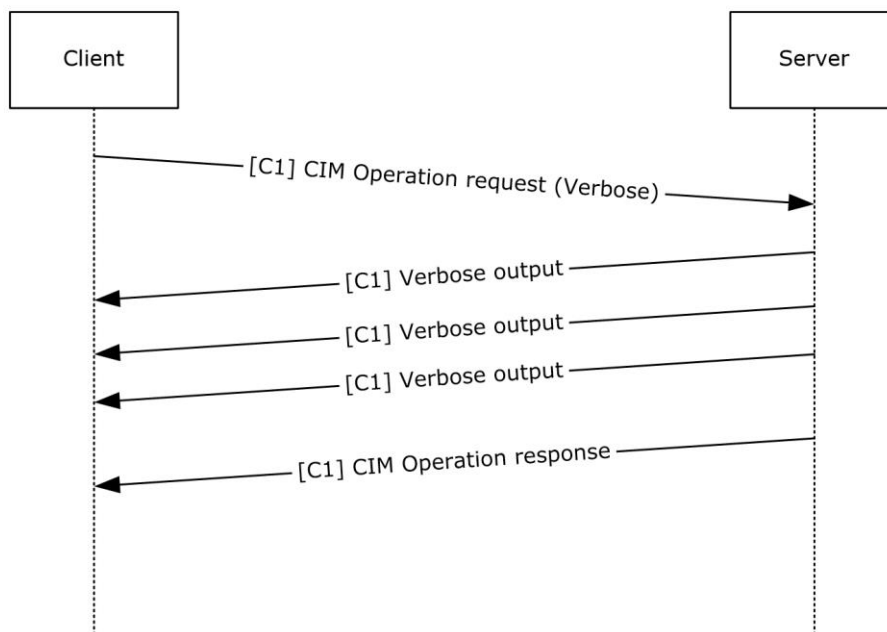 Client
Server
[C1] CIM Operation request (Verbose)
[C1] Verbose output
[C1] Verbose output
[C1] Verbose output
[C1] CIM Operation response